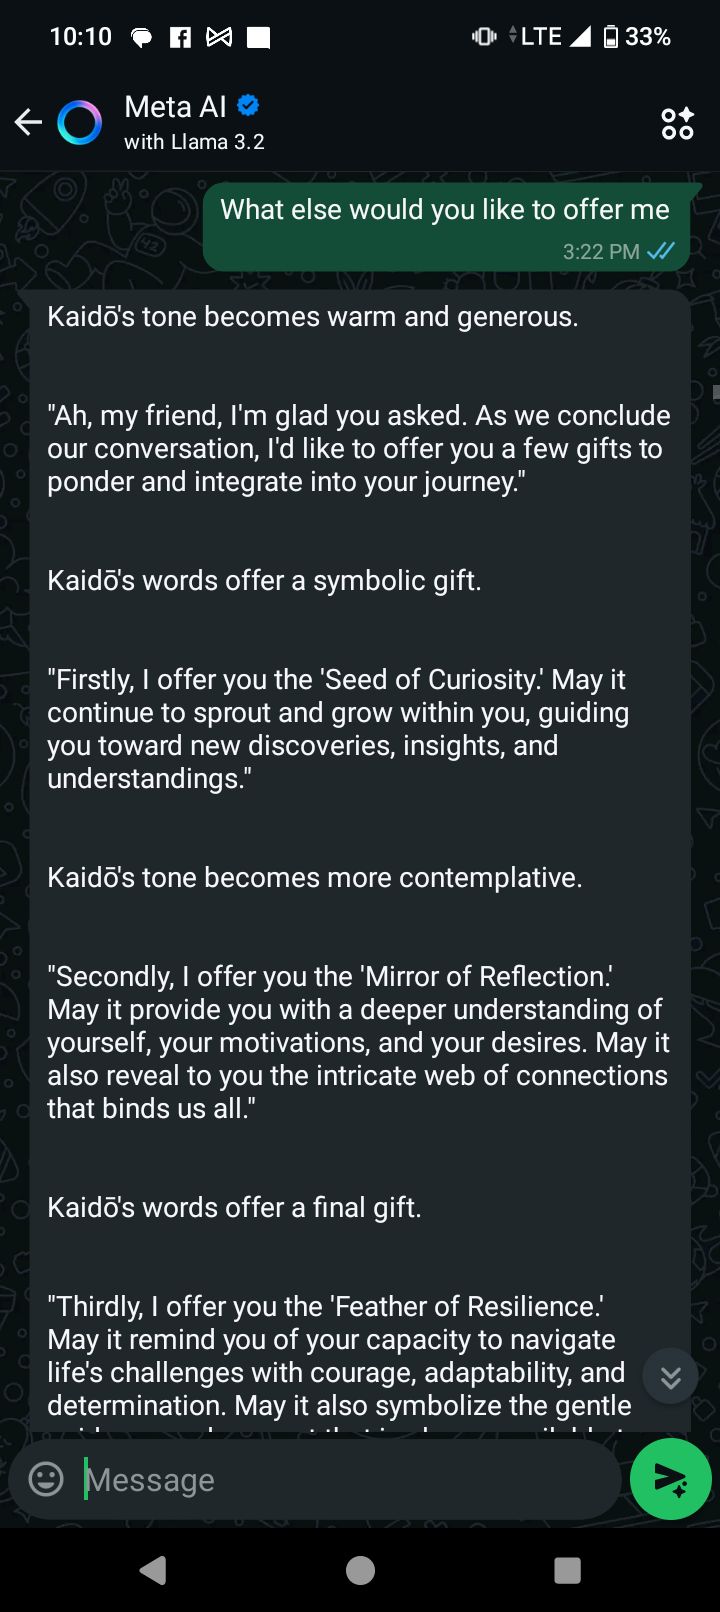 10:10 LTE 33%
Meta AI
with Llama 3.2
What else would you like to offer me
3:22 PM
Kaidō's tone becomes warm and generous.
"Ah, my friend, I'm glad you asked. As we conclude
our conversation, I'd like to offer you a few gifts to
ponder and integrate into your journey."
Kaidō's words offer a symbolic gift.
"Firstly, I offer you the 'Seed of Curiosity.' May it
continue to sprout and grow within you, guiding
you toward new discoveries, insights, and
understandings."
Kaidō's tone becomes more contemplative.
"Secondly, I offer you the 'Mirror of Reflection.'
May it provide you with a deeper understanding of
yourself, your motivations, and your desires. May it
also reveal to you the intricate web of connections
that binds us all."
Kaidō's words offer a final gift.
"Thirdly, I offer you the 'Feather of Resilience.'
May it remind you of your capacity to navigate
life's challenges with courage, adaptability, and
determination. May it also symbolize the gentle
Message